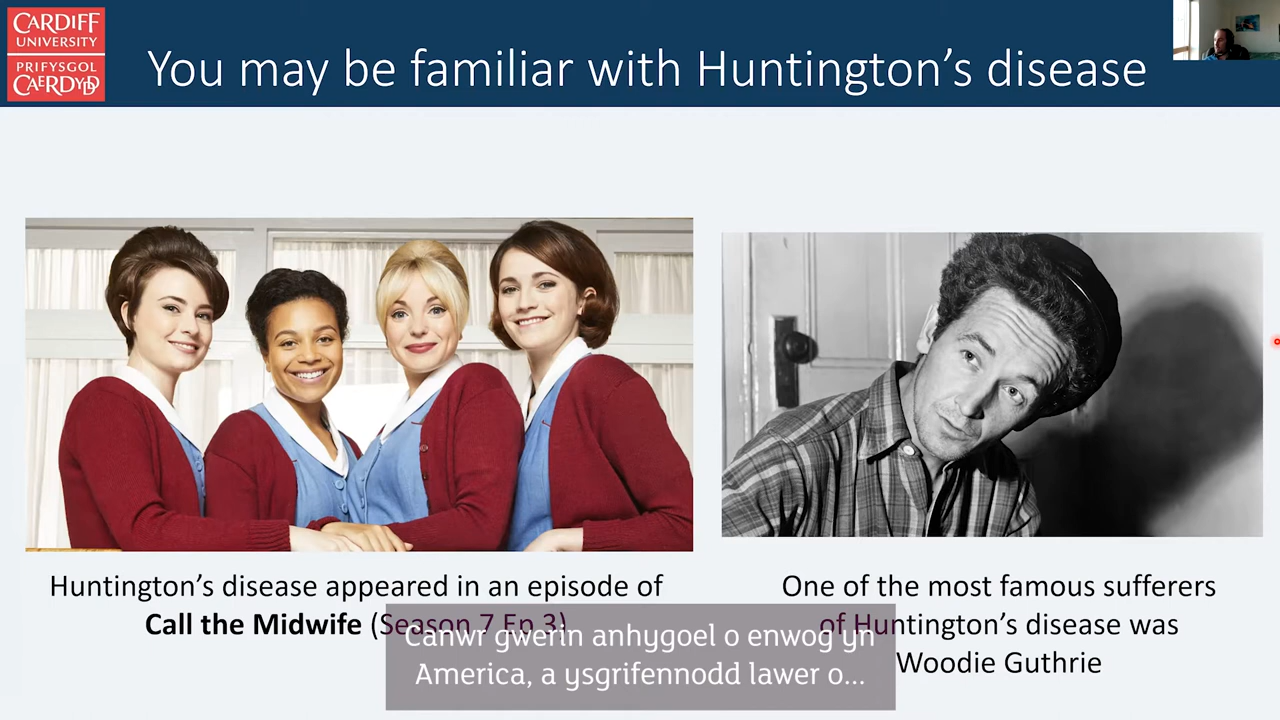 CARDIFF
UNIVERSITY
PRIFYSGOL
CAERDYDD
You may be familiar with Huntington's disease
Huntington's disease appeared in an episode of
Call the Midwife (Season 7 Ep 3)
One of the most famous sufferers
of Huntington's disease was
Woodie Guthrie
Canwr gwerin anhygoel o enwog yn
America, a ysgrifennodd lawer o...